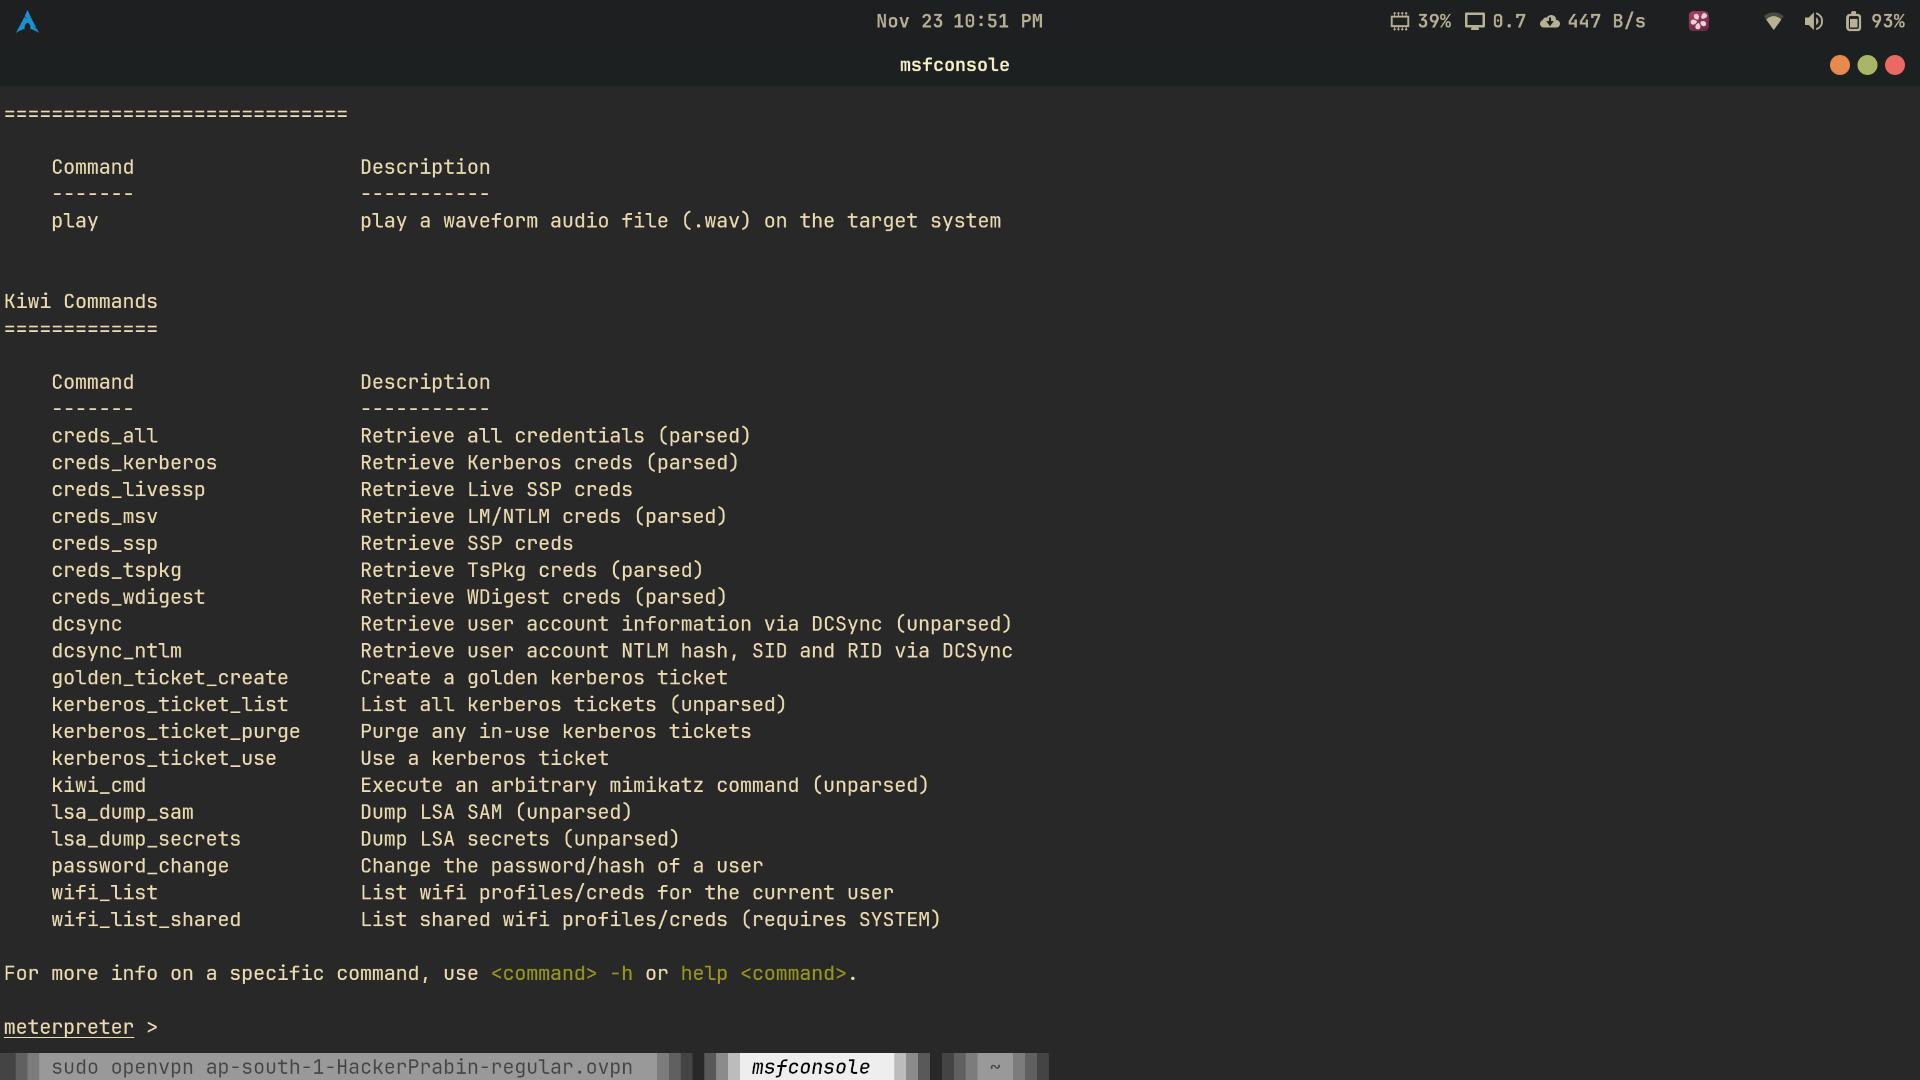 Nov 23 10:51 PM
39% 0.7 447 B/s 93%
msfconsole
=============================
Command Description
------- -----------
play play a waveform audio file (.wav) on the target system
Kiwi Commands
=============
Command Description
------- -----------
creds_all Retrieve all credentials (parsed)
creds_kerberos Retrieve Kerberos creds (parsed)
creds_livessp Retrieve Live SSP creds
creds_msv Retrieve LM/NTLM creds (parsed)
creds_ssp Retrieve SSP creds
creds_tspkg Retrieve TsPkg creds (parsed)
creds_wdigest Retrieve WDigest creds (parsed)
dcsync Retrieve user account information via DCSync (unparsed)
dcsync_ntlm Retrieve user account NTLM hash, SID and RID via DCSync
golden_ticket_create Create a golden kerberos ticket
kerberos_ticket_list List all kerberos tickets (unparsed)
kerberos_ticket_purge Purge any in-use kerberos tickets
kerberos_ticket_use Use a kerberos ticket
kiwi_cmd Execute an arbitrary mimikatz command (unparsed)
lsa_dump_sam Dump LSA SAM (unparsed)
lsa_dump_secrets Dump LSA secrets (unparsed)
password_change Change the password/hash of a user
wifi_list List wifi profiles/creds for the current user
wifi_list_shared List shared wifi profiles/creds (requires SYSTEM)
For more info on a specific command, use <command> -h or help <command>.
meterpreter >
sudo openvpn ap-south-1-HackerPrabin-regular.ovpn msfconsole ~